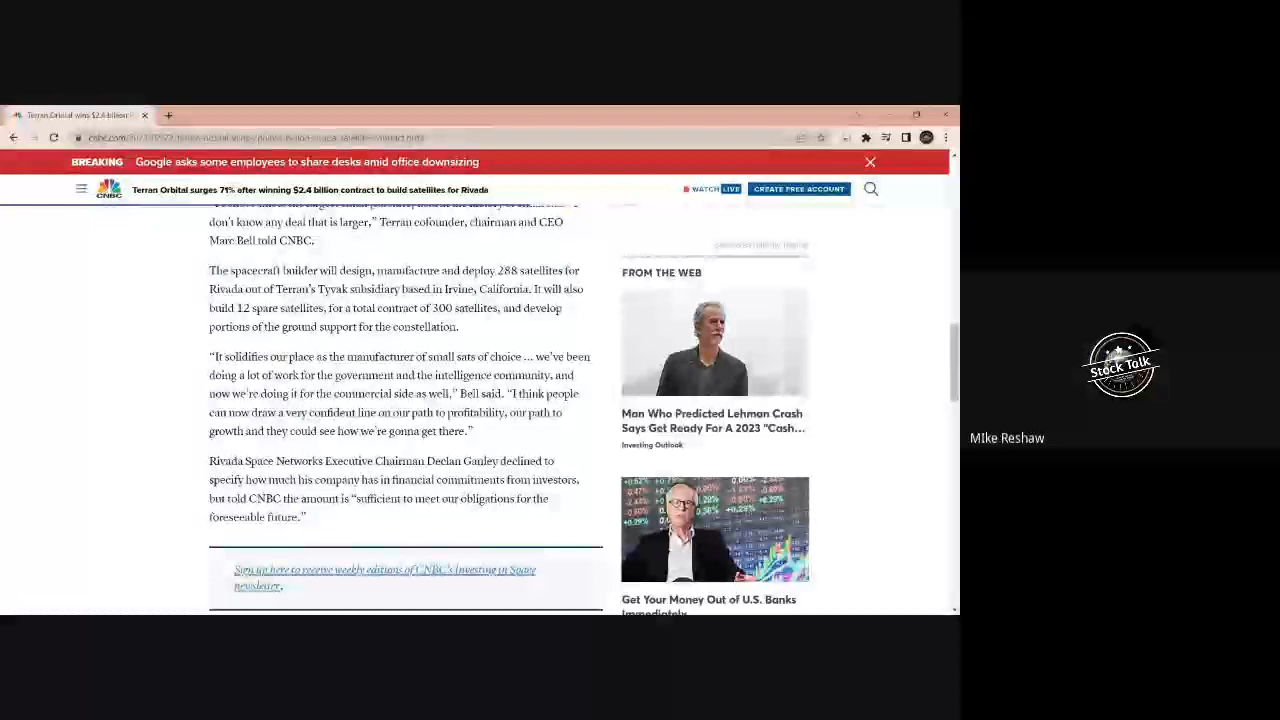 Terran Orbital wins $2.4 billion
BREAKING Google asks some employees to share desks amid office downsizing
CNBC
Terran Orbital surges 71% after winning $2.4 billion contract to build satellites for Rivada
WATCH LIVE
CREATE FREE ACCOUNT
don't know any deal that is larger,” Terran cofounder, chairman and CEO
Marc Bell told CNBC.
The spacecraft builder will design, manufacture and deploy 288 satellites for
Rivada out of Terran's Tyvak subsidiary based in Irvine, California. It will also
build 12 spare satellites, for a total contract of 300 satellites, and develop
portions of the ground support for the constellation.
“It solidifies our place as the manufacturer of small sats of choice … we've been
doing a lot of work for the government and the intelligence community, and
now we're doing it for the commercial side as well,” Bell said. “I think people
can now draw a very confident line on our path to profitability, our path to
growth and they could see how we're gonna get there.”
Rivada Space Networks Executive Chairman Declan Ganley declined to
specify how much his company has in financial commitments from investors,
but told CNBC the amount is “sufficient to meet our obligations for the
foreseeable future.”
Sign up here to receive weekly editions of CNBC's Investing in Space
newsletter.
FROM THE WEB
Man Who Predicted Lehman Crash
Says Get Ready For A 2023 "Cash...
Investing Outlook
Get Your Money Out of U.S. Banks
Immediately
Stock Talk
MIke Reshaw